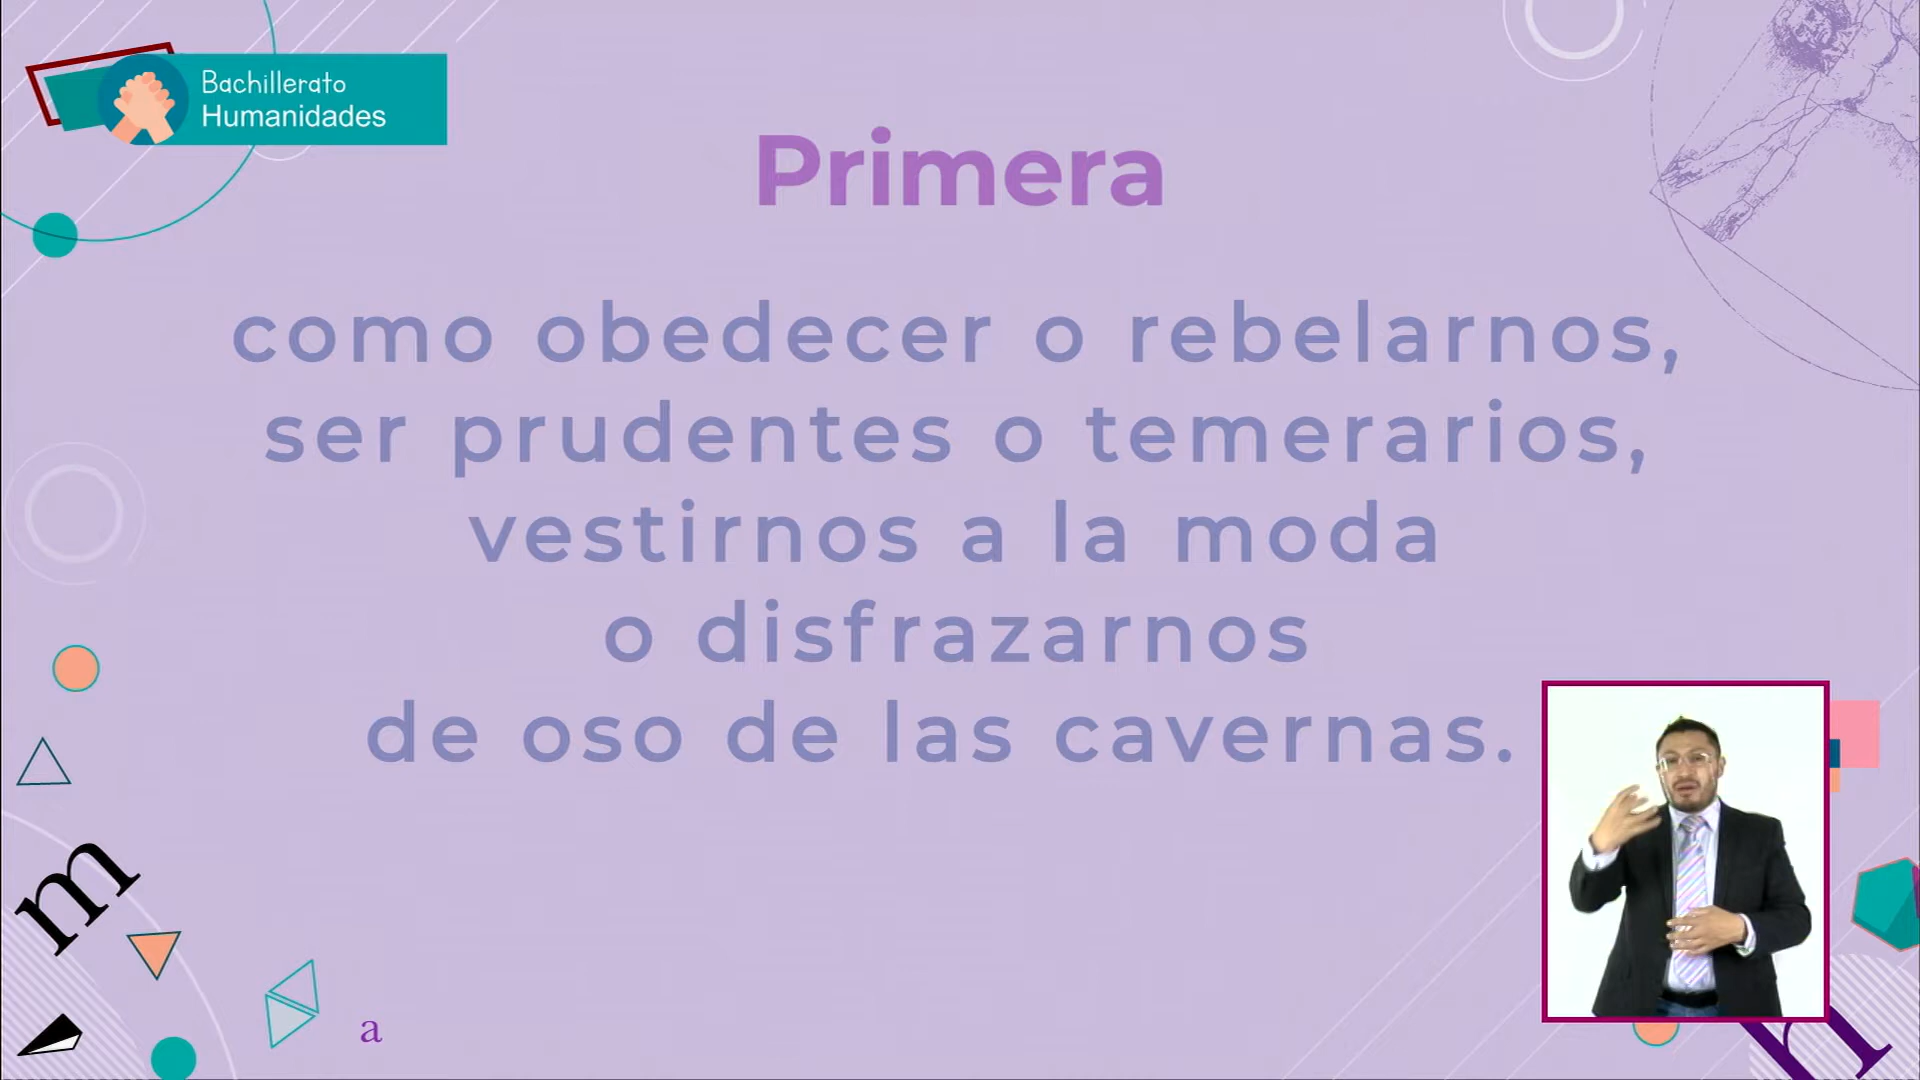 Bachillerato
Humanidades
Primera
como obedecer o rebelarnos,
ser prudentes o temerarios,
vestirnos a la moda
o disfrazarnos
de oso de las cavernas.
m
a